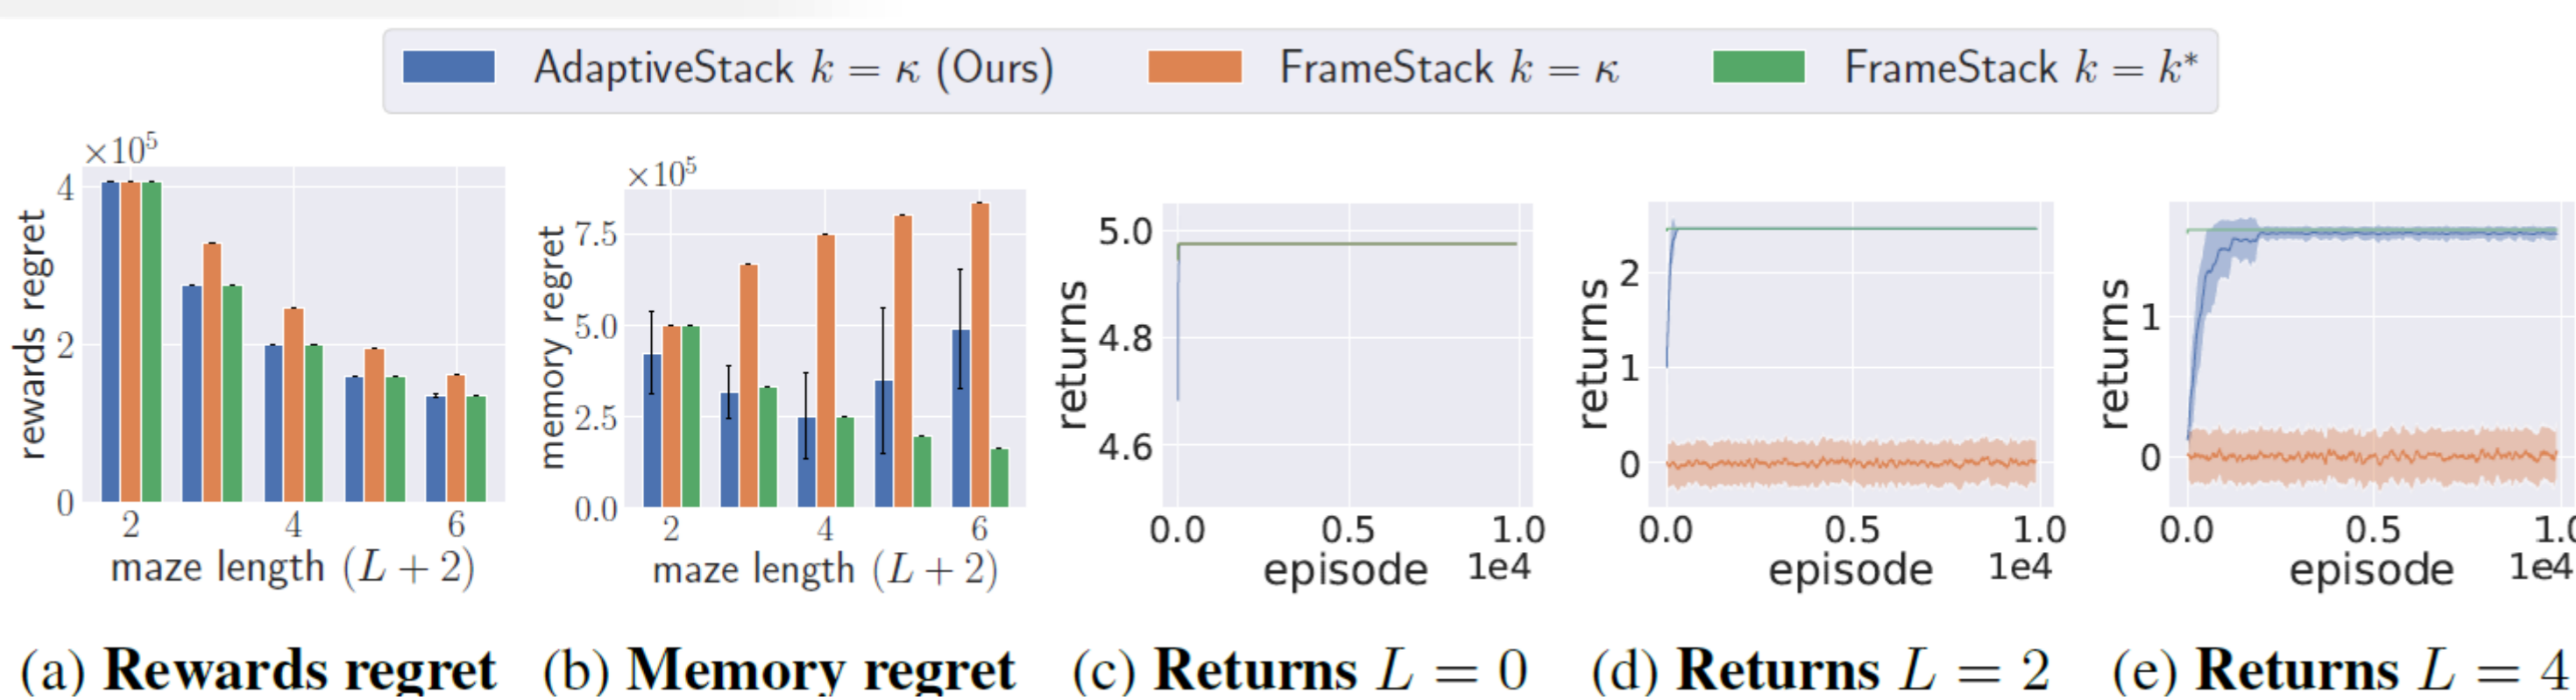 AdaptiveStack k = κ (Ours) FrameStack k = κ FrameStack k = k*
×10⁵
rewards regret
4
2
0
2 4 6
maze length (L + 2)
×10⁵
memory regret
7.5
5.0
2.5
0.0
2 4 6
maze length (L + 2)
returns
5.0
4.8
4.6
0.0 0.5 1.0
episode 1e4
returns
2
1
0
0.0 0.5 1.0
episode 1e4
returns
1
0
0.0 0.5 1.0
episode 1e4
(a) Rewards regret (b) Memory regret (c) Returns L = 0 (d) Returns L = 2 (e) Returns L = 4